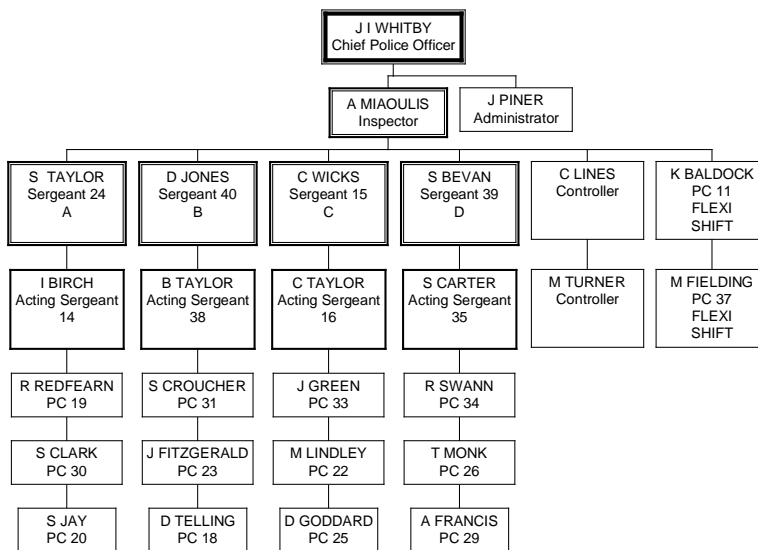 J I WHITBY
Chief Police Officer
A MIAOULIS
Inspector
J PINER
Administrator
S TAYLOR
Sergeant 24
A
D JONES
Sergeant 40
B
C WICKS
Sergeant 15
C
S BEVAN
Sergeant 39
D
C LINES
Controller
K BALDOCK
PC 11
FLEXI
SHIFT
I BIRCH
Acting Sergeant
14
B TAYLOR
Acting Sergeant
38
C TAYLOR
Acting Sergeant
16
S CARTER
Acting Sergeant
35
M TURNER
Controller
M FIELDING
PC 37
FLEXI
SHIFT
R REDFEARN
PC 19
S CROUCHER
PC 31
J GREEN
PC 33
R SWANN
PC 34
S CLARK
PC 30
J FITZGERALD
PC 23
M LINDLEY
PC 22
T MONK
PC 26
S JAY
PC 20
D TELLING
PC 18
D GODDARD
PC 25
A FRANCIS
PC 29